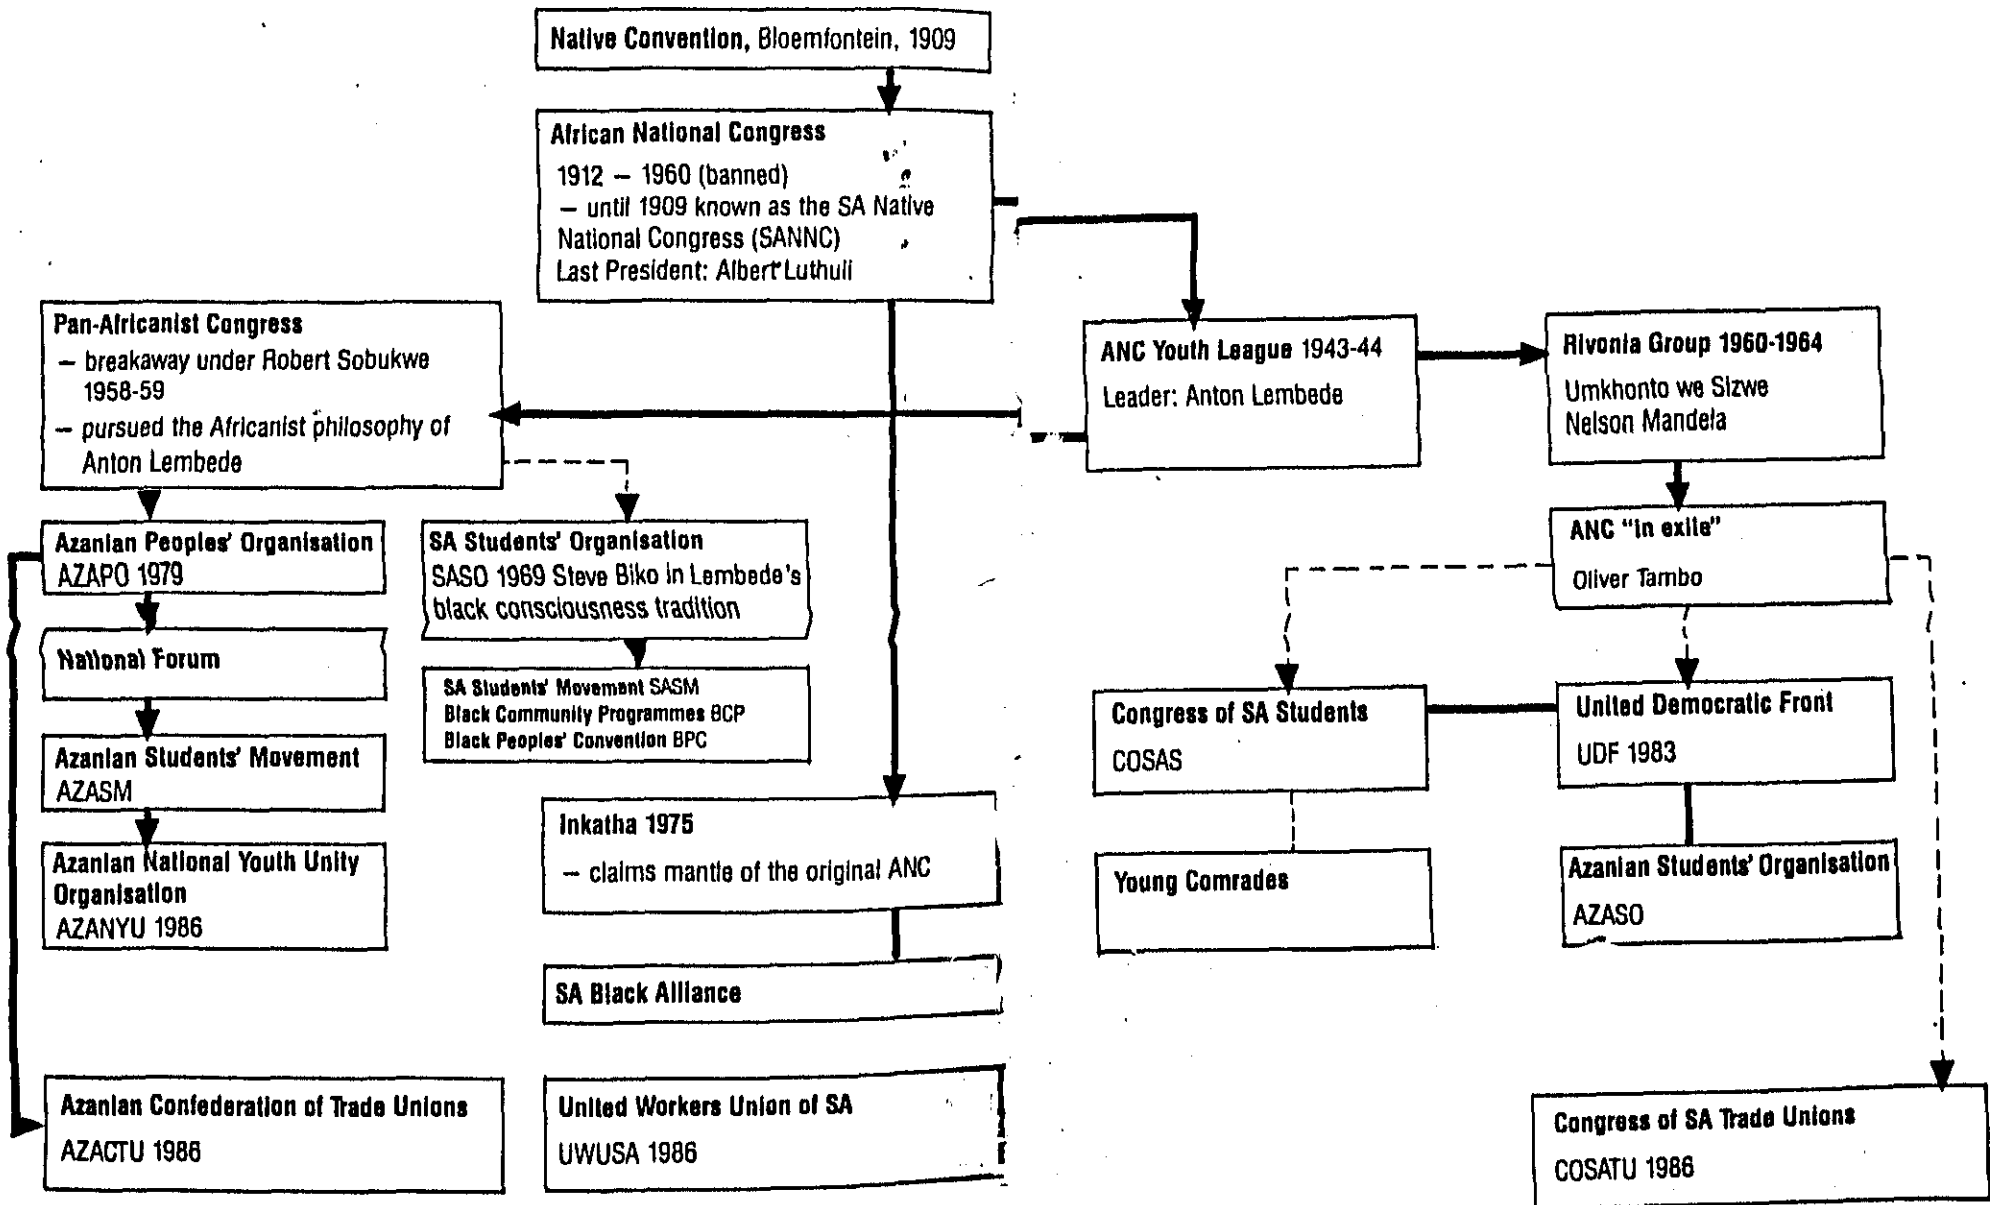 Native Convention, Bloemfontein, 1909
African National Congress
1912 – 1960 (banned)
– until 1909 known as the SA Native
National Congress (SANNC)
Last President: Albert Luthuli
Pan-Africanist Congress
– breakaway under Robert Sobukwe
1958-59
– pursued the Africanist philosophy of
Anton Lembede
ANC Youth League 1943-44
Leader: Anton Lembede
Rivonia Group 1960-1964
Umkhonto we Sizwe
Nelson Mandela
Azanian Peoples' Organisation
AZAPO 1979
SA Students' Organisation
SASO 1969 Steve Biko in Lembede's
black consciousness tradition
ANC “in exile”
Oliver Tambo
National Forum
SA Students' Movement SASM
Black Community Programmes BCP
Black Peoples' Convention BPC
Azanian Students' Movement
AZASM
Congress of SA Students
COSAS
United Democratic Front
UDF 1983
Azanian National Youth Unity
Organisation
AZANYU 1986
Inkatha 1975
– claims mantle of the original ANC
Young Comrades
Azanian Students' Organisation
AZASO
SA Black Alliance
Azanian Confederation of Trade Unions
AZACTU 1986
United Workers Union of SA
UWUSA 1986
Congress of SA Trade Unions
COSATU 1986